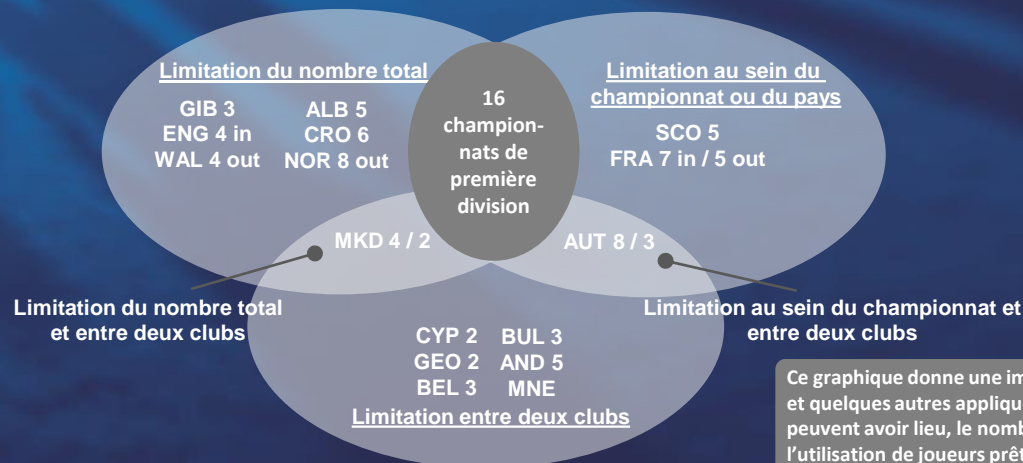 Limitation du nombre total
GIB 3
ENG 4 in
WAL 4 out
ALB 5
CRO 6
NOR 8 out
16
champion-
nats de
première
division
Limitation au sein du
championnat ou du pays
SCO 5
FRA 7 in / 5 out
MKD 4 / 2
AUT 8 / 3
Limitation du nombre total
et entre deux clubs
Limitation au sein du championnat et
entre deux clubs
CYP 2
GEO 2
BEL 3
BUL 3
AND 5
MNE
Limitation entre deux clubs
Ce graphique donne une
et quelques autres
peuvent avoir lieu, le
l'utilisation de joueurs